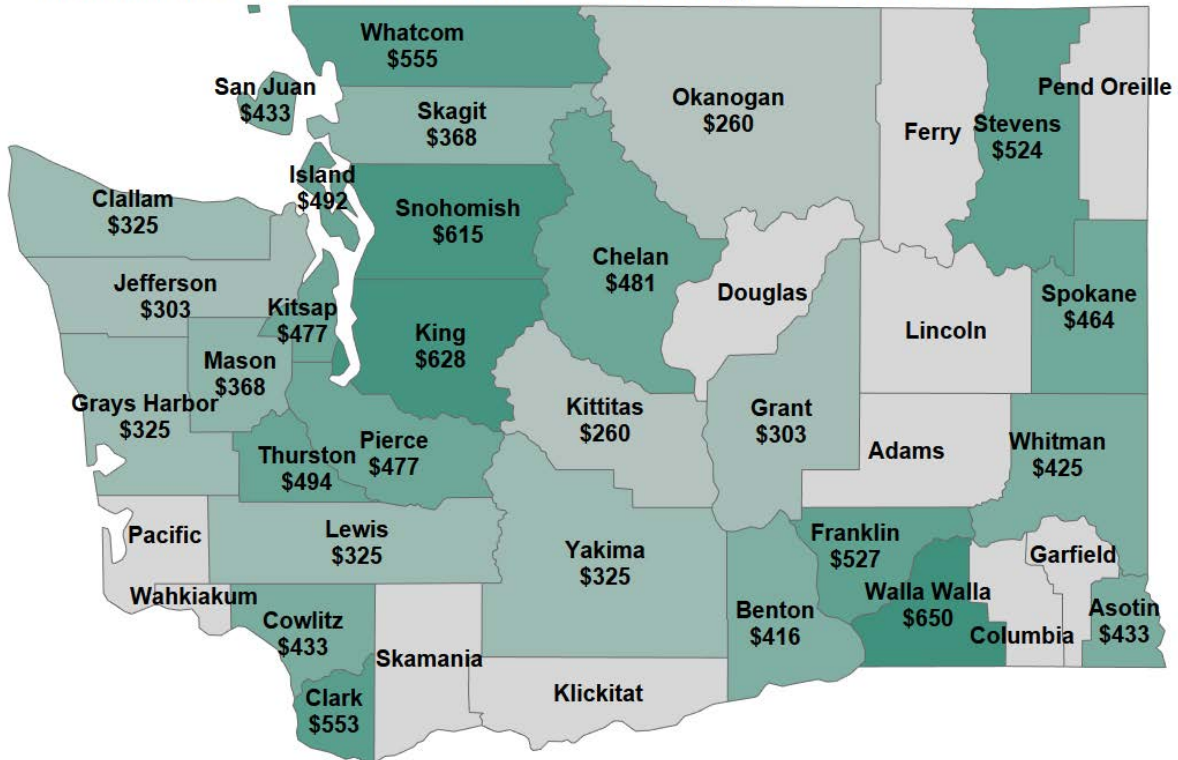 Whatcom
$555
San Juan
$433
Skagit
$368
Okanogan
$260
Ferry
Stevens
$524
Pend Oreille
Island
$492
Clallam
$325
Snohomish
$615
Chelan
$481
Jefferson
$303
Kitsap
$477
Douglas
Lincoln
Spokane
$464
King
$628
Mason
$368
Grays Harbor
$325
Kittitas
$260
Grant
$303
Adams
Whitman
$425
Thurston
$494
Pierce
$477
Pacific
Lewis
$325
Yakima
$325
Franklin
$527
Garfield
Wahkiakum
Cowlitz
$433
Walla Walla
$650
Benton
$416
Columbia
Asotin
$433
Skamania
Klickitat
Clark
$553